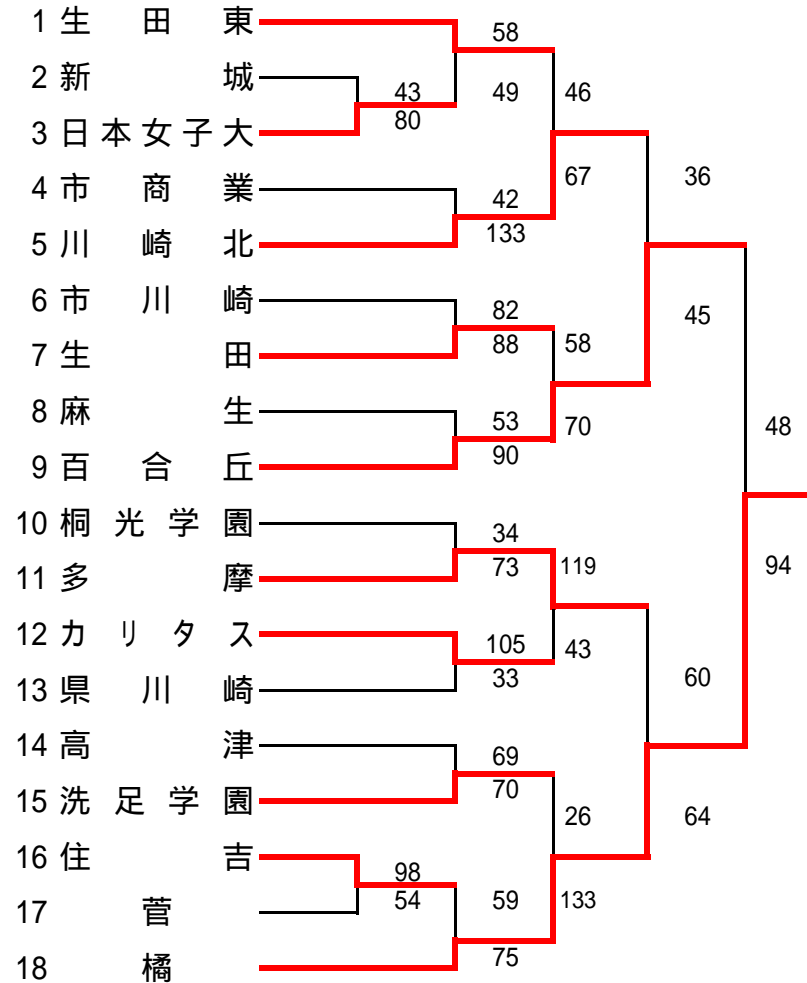 1 生田東
58
2 新城
43 49 46
3 日本女子大
80
67 36
4 市商業
42
5 川崎北
133
6 市川崎
82 45
7 生田
88 58
8 麻生
53 70 48
9 百合丘
90
10 桐光学園
34
11 多摩
73 119 94
12 カリタス
105 43
13 県川崎
33 60
14 高津
69
15 洗足学園
70
26 64
16 住吉
98
17 菅
54 59 133
18 橘
75